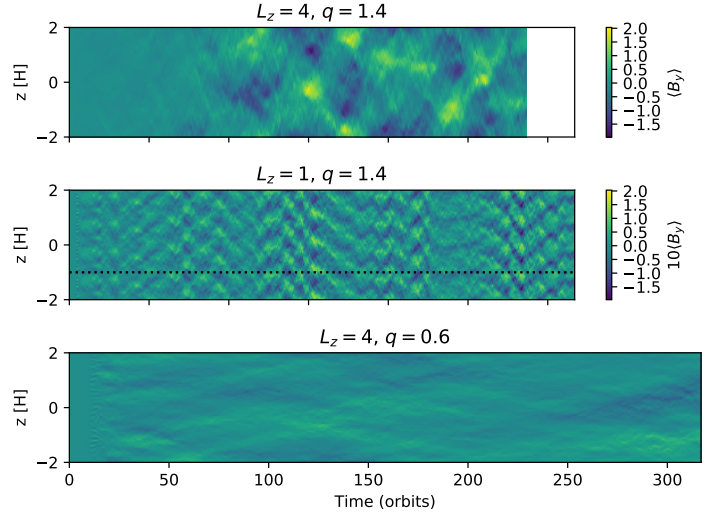 L_z = 4, q = 1.4
2
0
−2
z [H]
2.0
1.5
1.0
0.5
0.0
−0.5
−1.0
−1.5
⟨B_y⟩
L_z = 1, q = 1.4
2
0
−2
z [H]
2.0
1.5
1.0
0.5
0.0
−0.5
−1.0
−1.5
10⟨B_y⟩
L_z = 4, q = 0.6
2
0
−2
z [H]
0 50 100 150 200 250 300
Time (orbits)